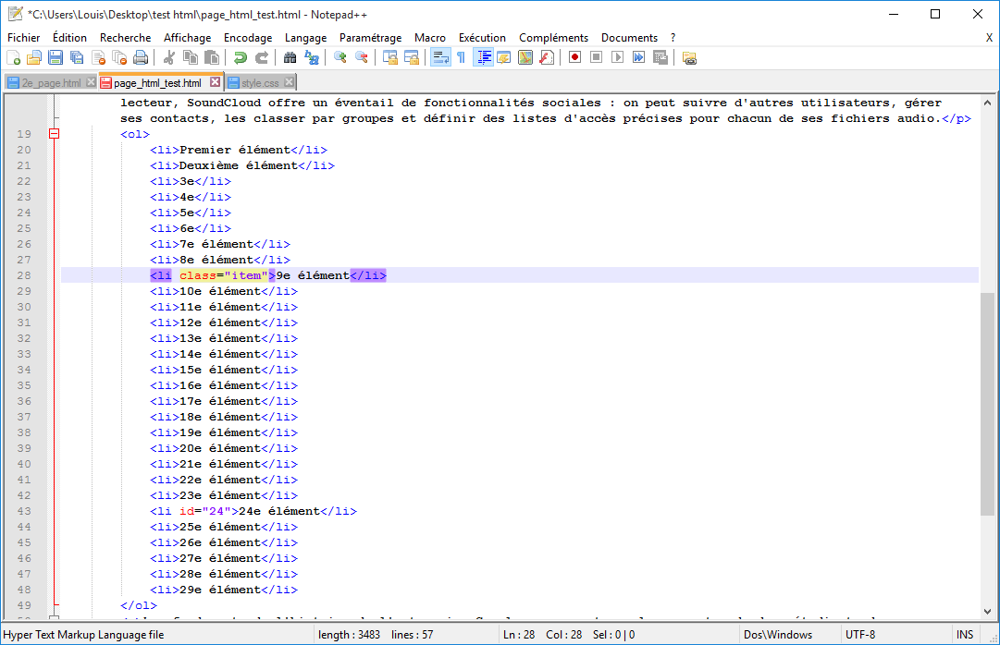 *C:\Users\Louis\Desktop\test html\page_html_test.html - Notepad++
Fichier Édition Recherche Affichage Encodage Langage Paramétrage Macro Exécution Compléments Documents ? X
2e_page.html page_html_test.html style.css
lecteur, SoundCloud offre un éventail de fonctionnalités sociales : on peut suivre d'autres utilisateurs, gérer
ses contacts, les classer par groupes et définir des listes d'accès précises pour chacun de ses fichiers audio.</p>
19 <ol>
20 <li>Premier élément</li>
21 <li>Deuxième élément</li>
22 <li>3e</li>
23 <li>4e</li>
24 <li>5e</li>
25 <li>6e</li>
26 <li>7e élément</li>
27 <li>8e élément</li>
28 <li class="item">9e élément</li>
29 <li>10e élément</li>
30 <li>11e élément</li>
31 <li>12e élément</li>
32 <li>13e élément</li>
33 <li>14e élément</li>
34 <li>15e élément</li>
35 <li>16e élément</li>
36 <li>17e élément</li>
37 <li>18e élément</li>
38 <li>19e élément</li>
39 <li>20e élément</li>
40 <li>21e élément</li>
41 <li>22e élément</li>
42 <li>23e élément</li>
43 <li id="24">24e élément</li>
44 <li>25e élément</li>
45 <li>26e élément</li>
46 <li>27e élément</li>
47 <li>28e élément</li>
48 <li>29e élément</li>
49 </ol>
Hyper Text Markup Language file length : 3483 lines : 57 Ln : 28 Col : 28 Sel : 0 | 0 Dos\Windows UTF-8 INS